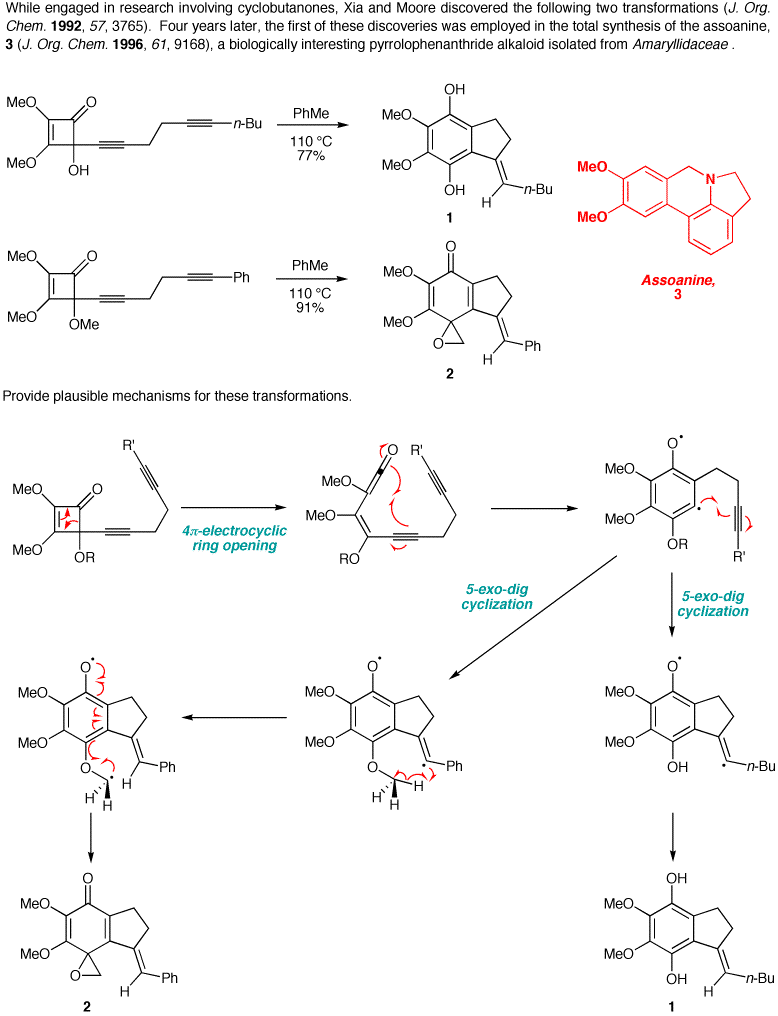 While engaged in research involving cyclobutanones, Xia and Moore discovered the following two transformations (J. Org.
Chem. 1992, 57, 3765). Four years later, the first of these discoveries was employed in the total synthesis of the assoanine,
3 (J. Org. Chem. 1996, 61, 9168), a biologically interesting pyrrolophenanthride alkaloid isolated from Amaryllidaceae .
MeO O
MeO OH n-Bu
PhMe
110 °C
77%
OH
MeO
MeO
OH H n-Bu
1
MeO
MeO
N
Assoanine,
3
MeO O
MeO OMe Ph
PhMe
110 °C
91%
O
MeO
MeO
O H Ph
2
Provide plausible mechanisms for these transformations.
R'
MeO O
MeO OR
4π-electrocyclic
ring opening
O R'
MeO
MeO
RO
O•
MeO
MeO
OR R'
5-exo-dig
cyclization
5-exo-dig
cyclization
O•
MeO
MeO
O H Ph
H H
O•
MeO
MeO
O Ph
H H H
O•
MeO
MeO
OH n-Bu
O
MeO
MeO
O H Ph
2
OH
MeO
MeO
OH H n-Bu
1